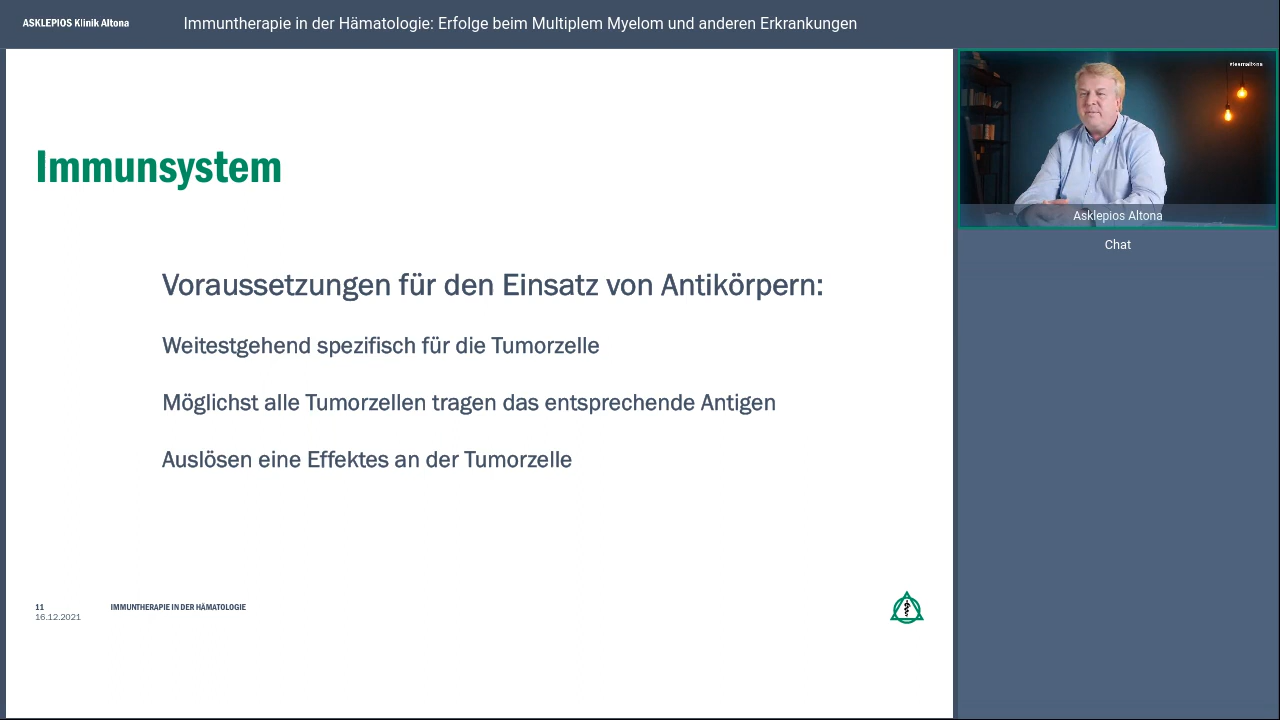 ASKLEPIOS Klinik Altona
Immuntherapie in der Hämatologie: Erfolge beim Multiplem Myelom und anderen Erkrankungen
#teamaltona
Asklepios Altona
Chat
Immunsystem
Voraussetzungen für den Einsatz von Antikörpern:
Weitestgehend spezifisch für die Tumorzelle
Möglichst alle Tumorzellen tragen das entsprechende Antigen
Auslösen eine Effektes an der Tumorzelle
11
IMMUNTHERAPIE IN DER HÄMATOLOGIE
16.12.2021